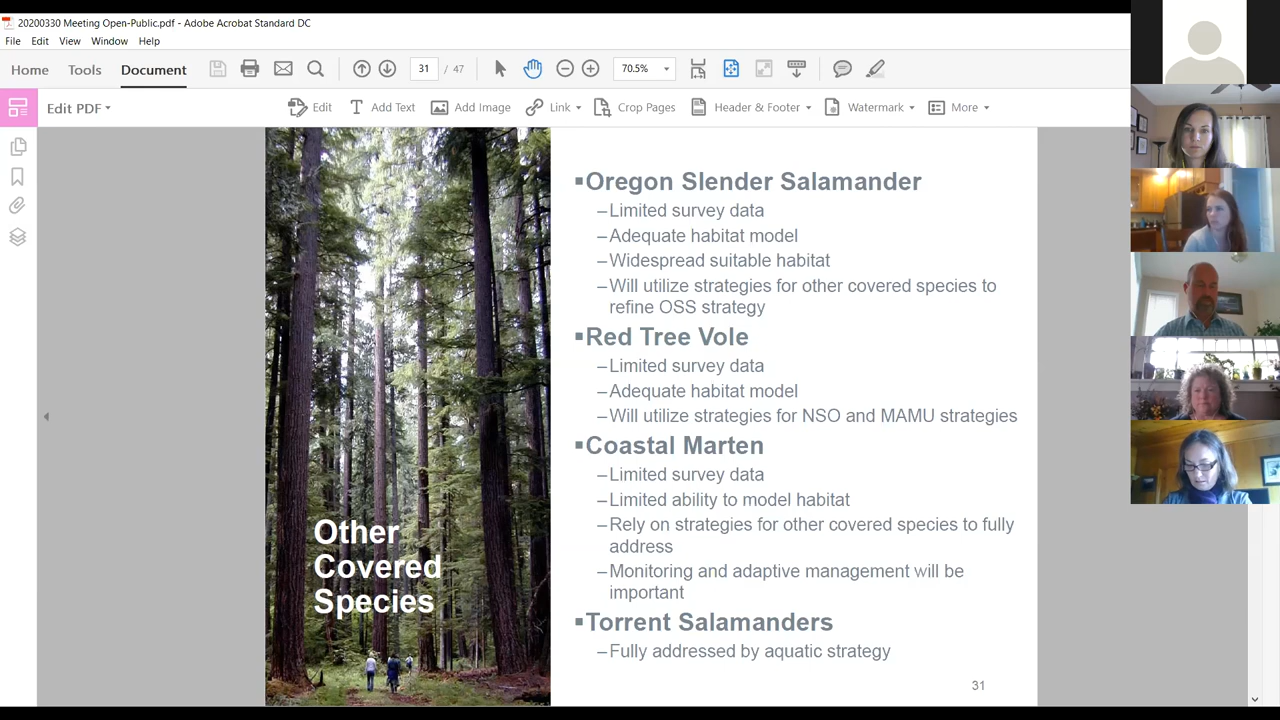 20200330 Meeting Open-Public.pdf - Adobe Acrobat Standard DC
File Edit View Window Help
Home Tools Document 31 / 47 70.5%
Edit PDF Edit Add Text Add Image Link Crop Pages Header & Footer Watermark More
Other
Covered
Species
▪Oregon Slender Salamander
–Limited survey data
–Adequate habitat model
–Widespread suitable habitat
–Will utilize strategies for other covered species to
refine OSS strategy
▪Red Tree Vole
–Limited survey data
–Adequate habitat model
–Will utilize strategies for NSO and MAMU strategies
▪Coastal Marten
–Limited survey data
–Limited ability to model habitat
–Rely on strategies for other covered species to fully
address
–Monitoring and adaptive management will be
important
▪Torrent Salamanders
–Fully addressed by aquatic strategy
31